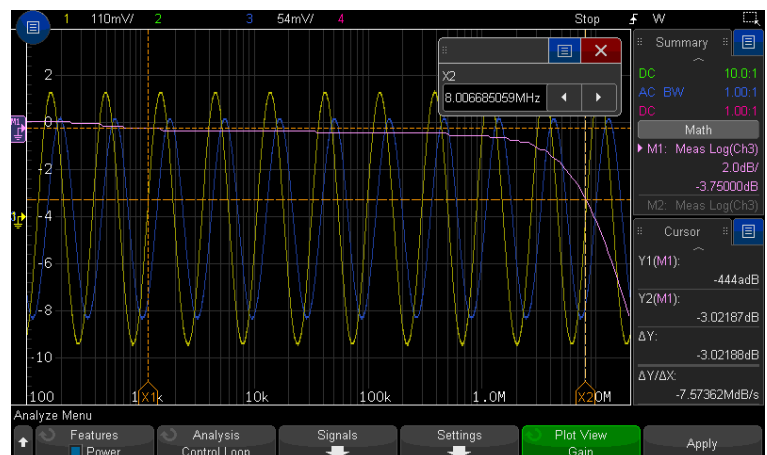 1 110mV/ 2 3 54mV/ 4 Stop W
Summary
DC 10.0:1
AC BW 1.00:1
DC 1.00:1
Math
M1: Meas Log(Ch3)
2.0dB/
-3.75000dB
M2: Meas Log(Ch3)
Cursor
Y1(M1):
-444adB
Y2(M1):
-3.02187dB
ΔY:
-3.02188dB
ΔY/ΔX:
-7.57362MdB/s
X2
8.006685059MHz
2
M1 0
-2
-4
-6
-8
-10
100 1 X1 k 10k 100k 1.0M X2 0M
Analyze Menu
Features
Power
Analysis
Control Loop
Signals
Settings
Plot View
Gain
Apply